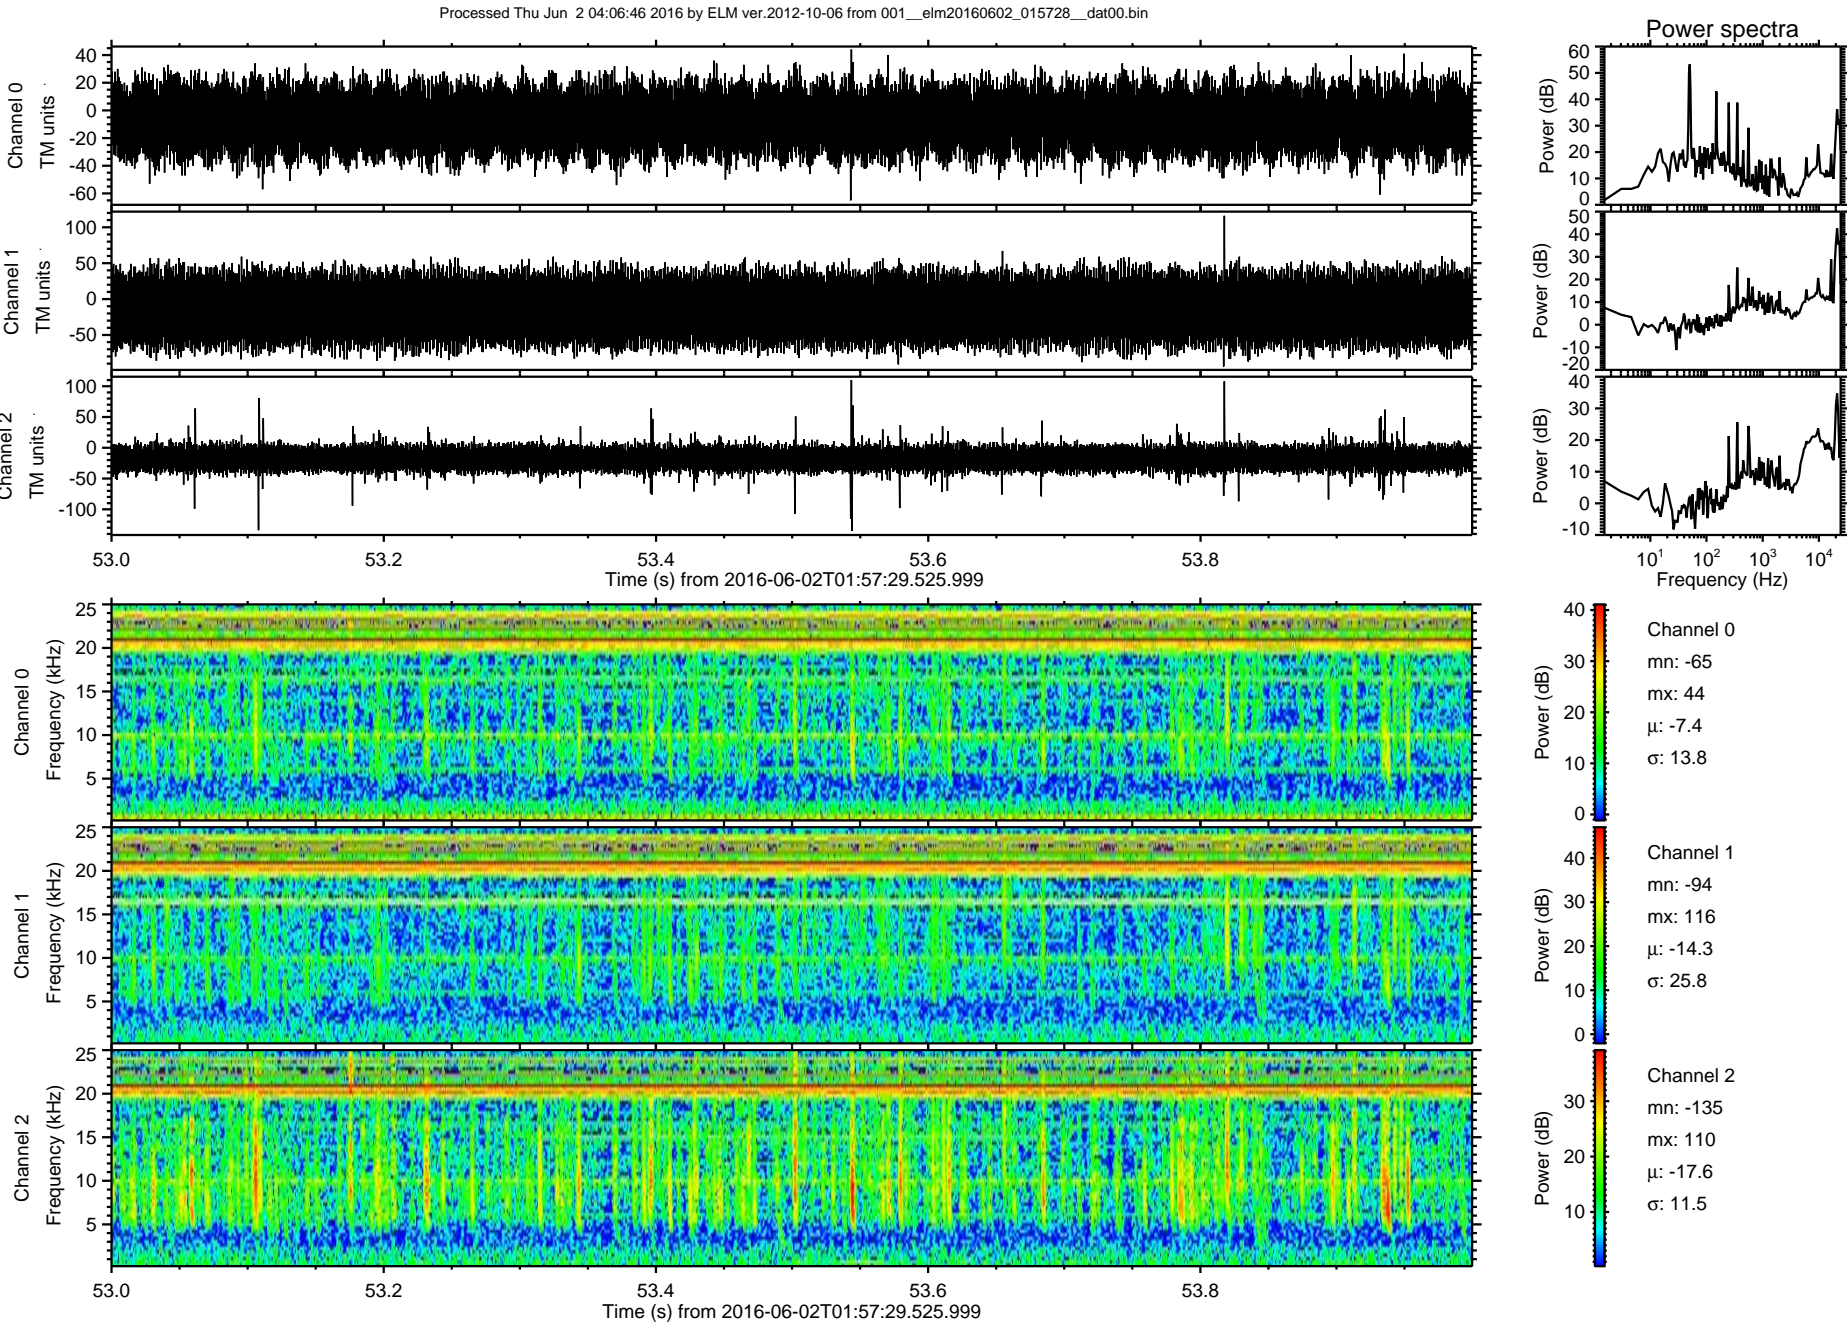 Processed Thu Jun  2 04:06:46 2016 by ELM ver.2012-10-06 from 001__elm20160602_015728__dat00.bin
Power spectra
Channel 0
TM units
40
20
0
-20
-40
-60
Power (dB)
60
50
40
30
20
10
0
Channel 1
TM units
100
50
0
-50
Power (dB)
50
40
30
20
10
0
-10
-20
Channel 2
TM units
100
50
0
-50
-100
Power (dB)
40
30
20
10
0
-10
53.0 53.2 53.4 53.6 53.8
Time (s) from 2016-06-02T01:57:29.525.999
10^1 10^2 10^3 10^4
Frequency (Hz)
Channel 0
Frequency (kHz)
25
20
15
10
5
Power (dB)
40
30
20
10
0
Channel 0
mn: -65
mx: 44
μ: -7.4
σ: 13.8
Channel 1
Frequency (kHz)
25
20
15
10
5
Power (dB)
40
30
20
10
0
Channel 1
mn: -94
mx: 116
μ: -14.3
σ: 25.8
Channel 2
Frequency (kHz)
25
20
15
10
5
Power (dB)
30
20
10
Channel 2
mn: -135
mx: 110
μ: -17.6
σ: 11.5
53.0 53.2 53.4 53.6 53.8
Time (s) from 2016-06-02T01:57:29.525.999